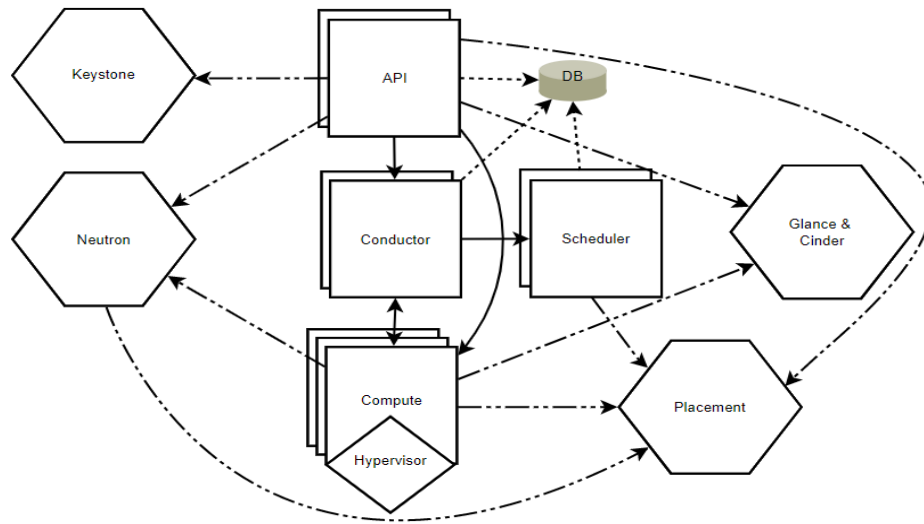 Keystone
API
DB
Neutron
Conductor
Scheduler
Glance &
Cinder
Compute
Placement
Hypervisor